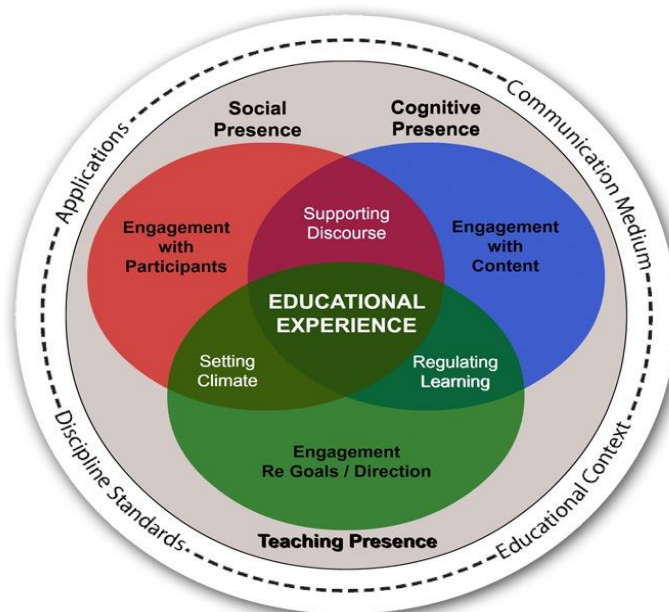 Social
Presence
Cognitive
Presence
Applications
Communication Medium
Engagement
with
Participants
Supporting
Discourse
Engagement
with
Content
EDUCATIONAL
EXPERIENCE
Setting
Climate
Regulating
Learning
Engagement
Re Goals / Direction
Teaching Presence
Discipline Standards
Educational Context